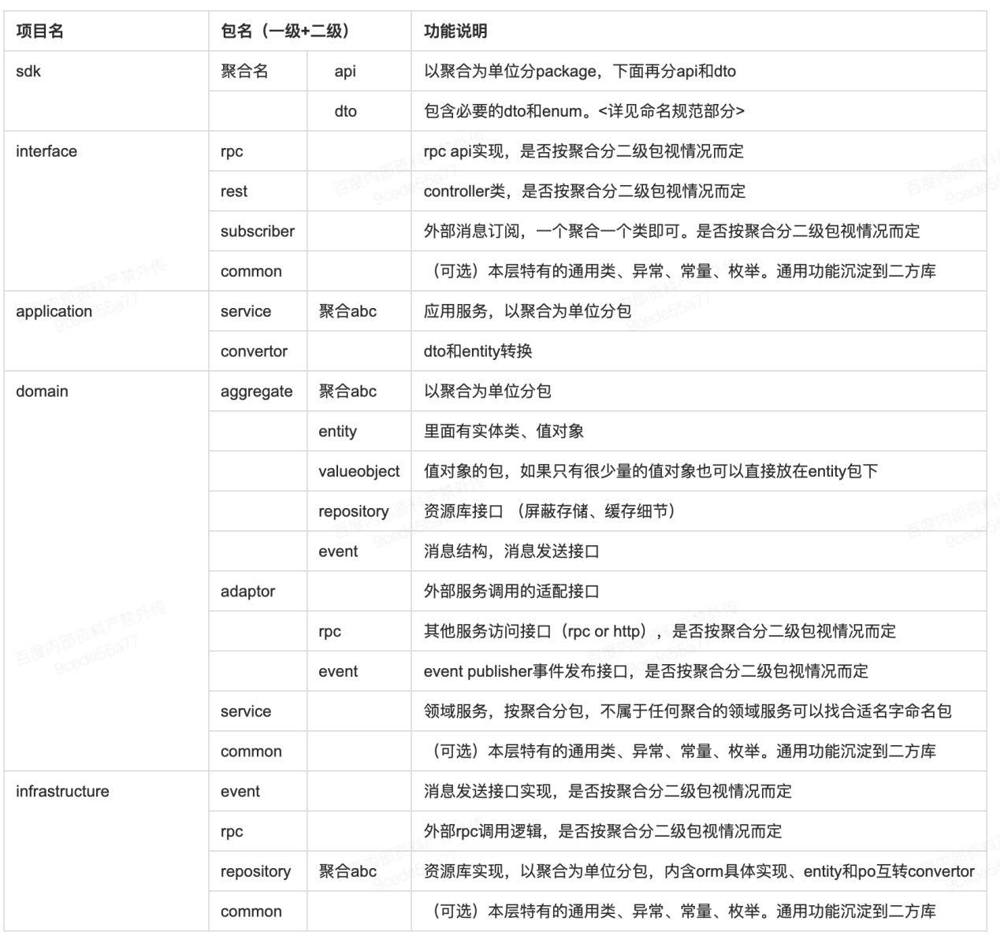 项目名 包名（一级+二级） 功能说明
sdk 聚合名 api 以聚合为单位分package，下面再分api和dto
dto 包含必要的dto和enum。<详见命名规范部分>
interface rpc rpc api实现，是否按聚合分二级包视情况而定
rest controller类，是否按聚合分二级包视情况而定
subscriber 外部消息订阅，一个聚合一个类即可。是否按聚合分二级包视情况而定
common （可选）本层特有的通用类、异常、常量、枚举。通用功能沉淀到二方库
application service 聚合abc 应用服务，以聚合为单位分包
convertor dto和entity转换
domain aggregate 聚合abc 以聚合为单位分包
entity 里面有实体类、值对象
valueobject 值对象的包，如果只有很少量的值对象也可以直接放在entity包下
repository 资源库接口 （屏蔽存储、缓存细节）
event 消息结构，消息发送接口
adaptor 外部服务调用的适配接口
rpc 其他服务访问接口（rpc or http），是否按聚合分二级包视情况而定
event event publisher事件发布接口，是否按聚合分二级包视情况而定
service 领域服务，按聚合分包，不属于任何聚合的领域服务可以找合适名字命名包
common （可选）本层特有的通用类、异常、常量、枚举。通用功能沉淀到二方库
infrastructure event 消息发送接口实现，是否按聚合分二级包视情况而定
rpc 外部rpc调用逻辑，是否按聚合分二级包视情况而定
repository 聚合abc 资源库实现，以聚合为单位分包，内含orm具体实现、entity和po互转convertor
common （可选）本层特有的通用类、异常、常量、枚举。通用功能沉淀到二方库
百度内部资料严禁外传
9cede55a77